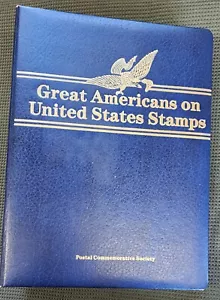 Great Americans on
United States Stamps
Postal Commemorative Society